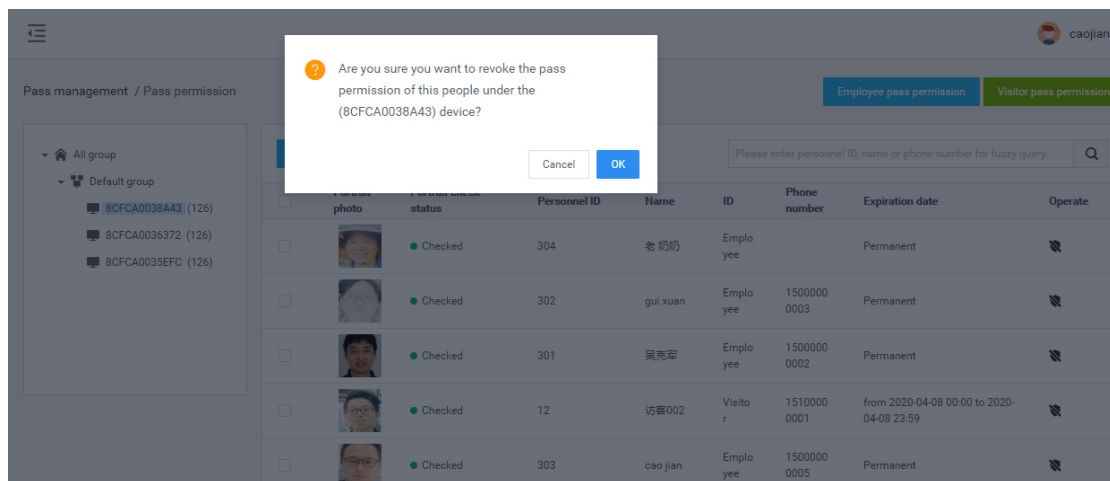 caojian
Are you sure you want to revoke the pass
permission of this people under the
(8CFCA0038A43) device?
Cancel OK
Pass management / Pass permission
Employee pass permission Visitor pass permission
All group
Default group
8CFCA0038A43 (126)
8CFCA0036372 (126)
8CFCA0035EFC (126)
Please enter personnel ID, name or phone number for fuzzy query.
photo status Personnel ID Name ID Phone number Expiration date Operate
Checked 304 老 奶奶 Employee Permanent
Checked 302 gui xuan Employee 15000000003 Permanent
Checked 301 吴克军 Employee 15000000002 Permanent
Checked 12 访客002 Visitor 15100000001 from 2020-04-08 00:00 to 2020-04-08 23:59
Checked 303 cao jian Employee 15000000005 Permanent